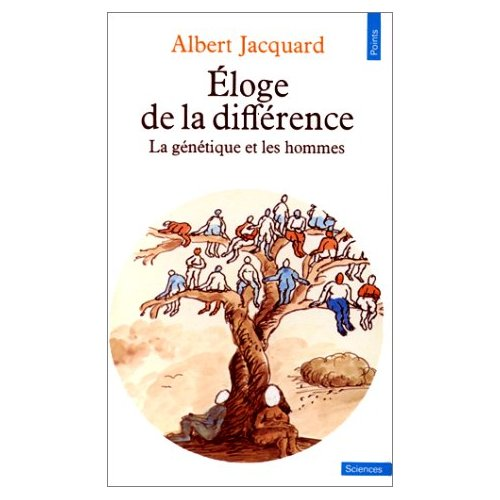 Albert Jacquard
Points
Éloge
de la différence
La génétique et les hommes
Sciences